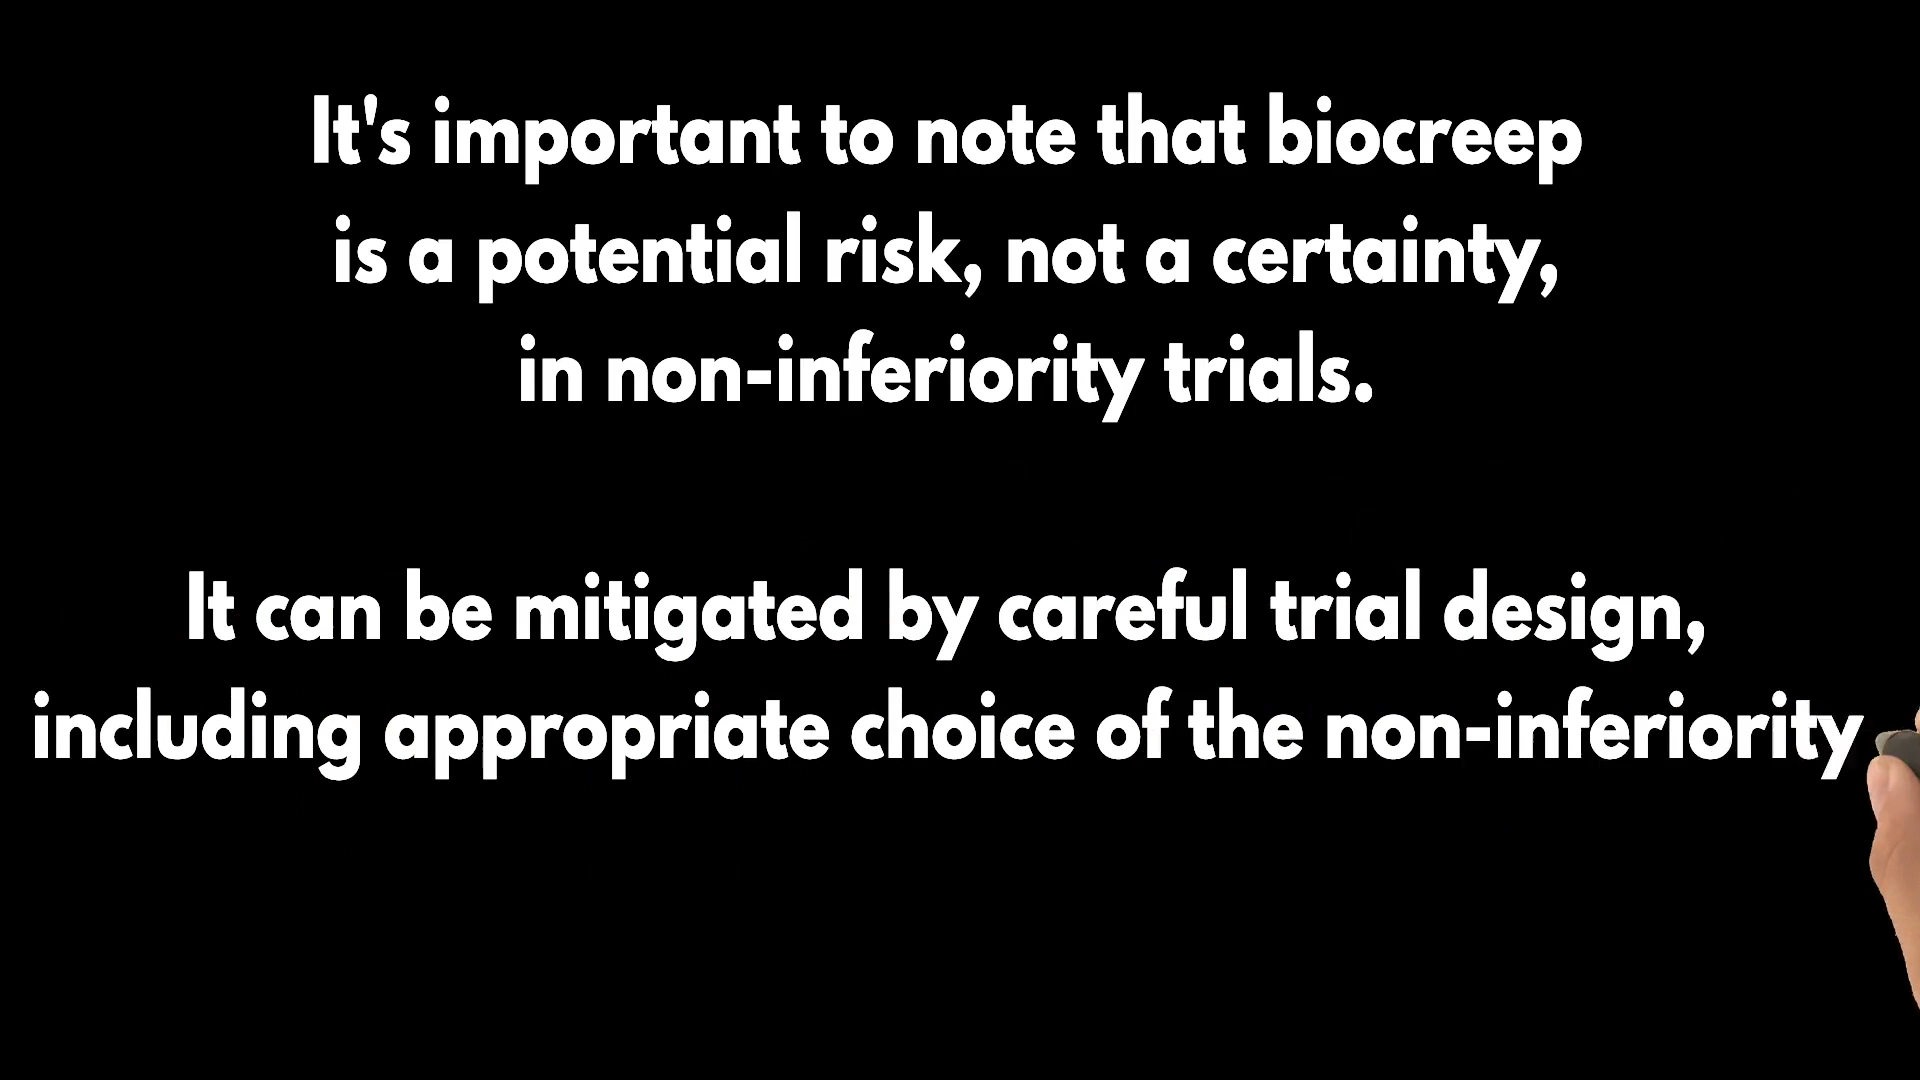 It's important to note that biocreep
is a potential risk, not a certainty,
in non-inferiority trials.
It can be mitigated by careful trial design,
including appropriate choice of the non-inferiority